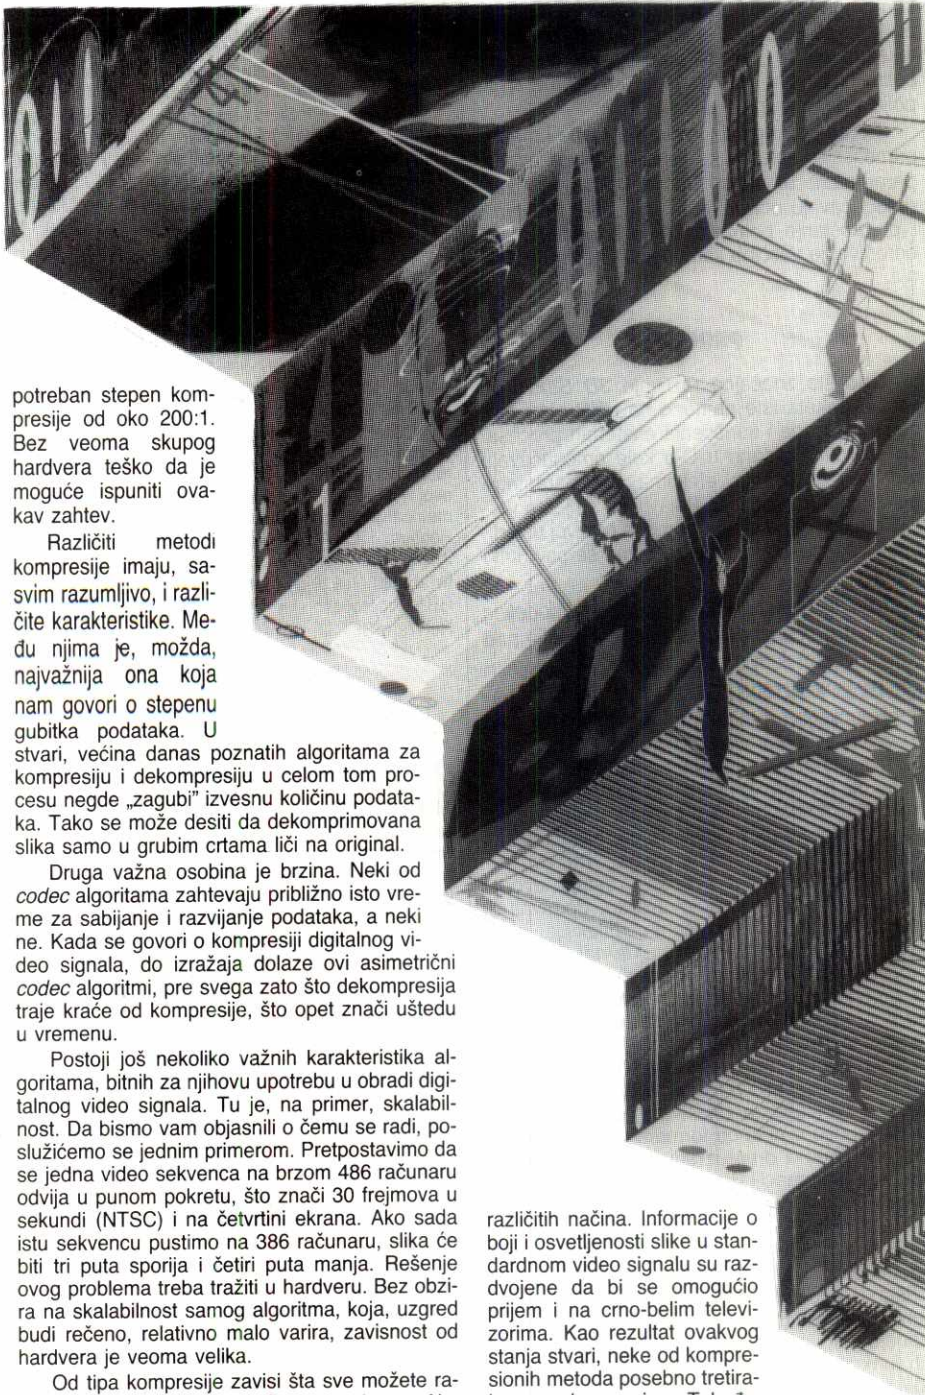 potreban stepen kom-
presije od oko 200:1.
Bez veoma skupog
hardvera teško da je
moguće ispuniti ova-
kav zahtev.
Različiti metodi
kompresije imaju, sa-
svim razumljivo, i razli-
čite karakteristike. Me-
đu njima je, možda,
najvažnija ona koja
nam govori o stepenu
gubitka podataka. U
stvari, većina danas poznatih algoritama za
kompresiju i dekompresiju u celom tom pro-
cesu negde „zagubi” izvesnu količinu podata-
ka. Tako se može desiti da dekomprimovana
slika samo u grubim crtama liči na original.
Druga važna osobina je brzina. Neki od
codec algoritama zahtevaju približno isto vre-
me za sabijanje i razvijanje podataka, a neki
ne. Kada se govori o kompresiji digitalnog vi-
deo signala, do izražaja dolaze ovi asimetrični
codec algoritmi, pre svega zato što dekompresija
traje kraće od kompresije, što opet znači uštedu
u vremenu.
Postoji još nekoliko važnih karakteristika al-
goritama, bitnih za njihovu upotrebu u obradi digi-
talnog video signala. Tu je, na primer, skalabil-
nost. Da bismo vam objasnili o čemu se radi, po-
služićemo se jednim primerom. Pretpostavimo da
se jedna video sekvenca na brzom 486 računaru
odvija u punom pokretu, što znači 30 frejmova u
sekundi (NTSC) i na četvrtini ekrana. Ako sada
istu sekvencu pustimo na 386 računaru, slika će
biti tri puta sporija i četiri puta manja. Rešenje
ovog problema treba tražiti u hardveru. Bez obzi-
ra na skalabilnost samog algoritma, koja, uzgred
budi rečeno, relativno malo varira, zavisnost od
hardvera je veoma velika.
Od tipa kompresije zavisi šta sve možete ra-
različitih načina. Informacije o
boji i osvetljenosti slike u stan-
dardnom video signalu su raz-
dvojene da bi se omogućio
prijem i na crno-belim televi-
zorima. Kao rezultat ovakvog
stanja stvari, neke od kompre-
sionih metoda posebno tretira-
14
1
9